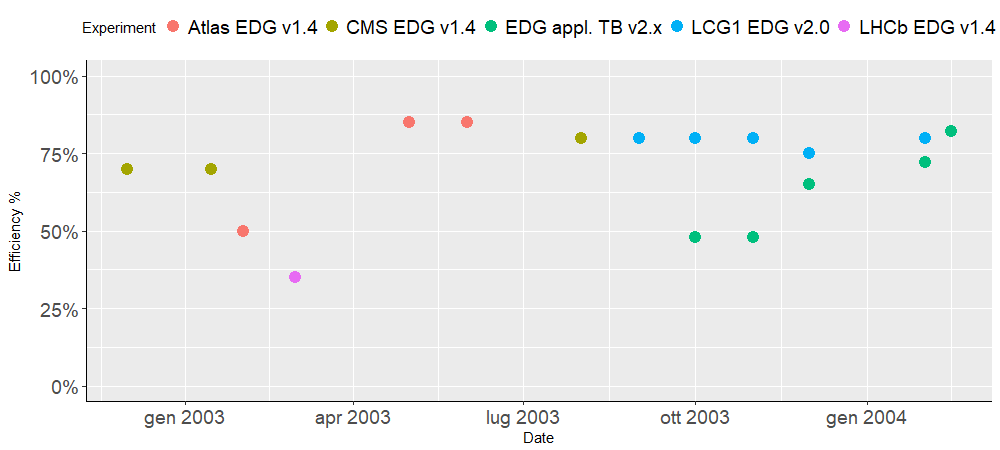 Experiment Atlas EDG v1.4 CMS EDG v1.4 EDG appl. TB v2.x LCG1 EDG v2.0 LHCb EDG v1.4
100%
75%
50%
25%
0%
Efficiency %
gen 2003 apr 2003 lug 2003 ott 2003 gen 2004
Date